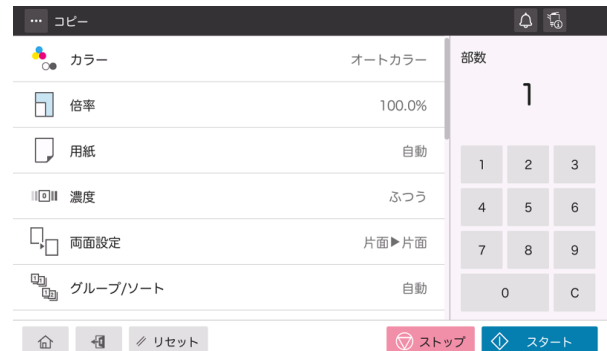 コピー
カラー オートカラー
倍率 100.0%
用紙 自動
濃度 ふつう
両面設定 片面▶片面
グループ/ソート 自動
部数
1
1 2 3
4 5 6
7 8 9
0 C
リセット ストップ スタート